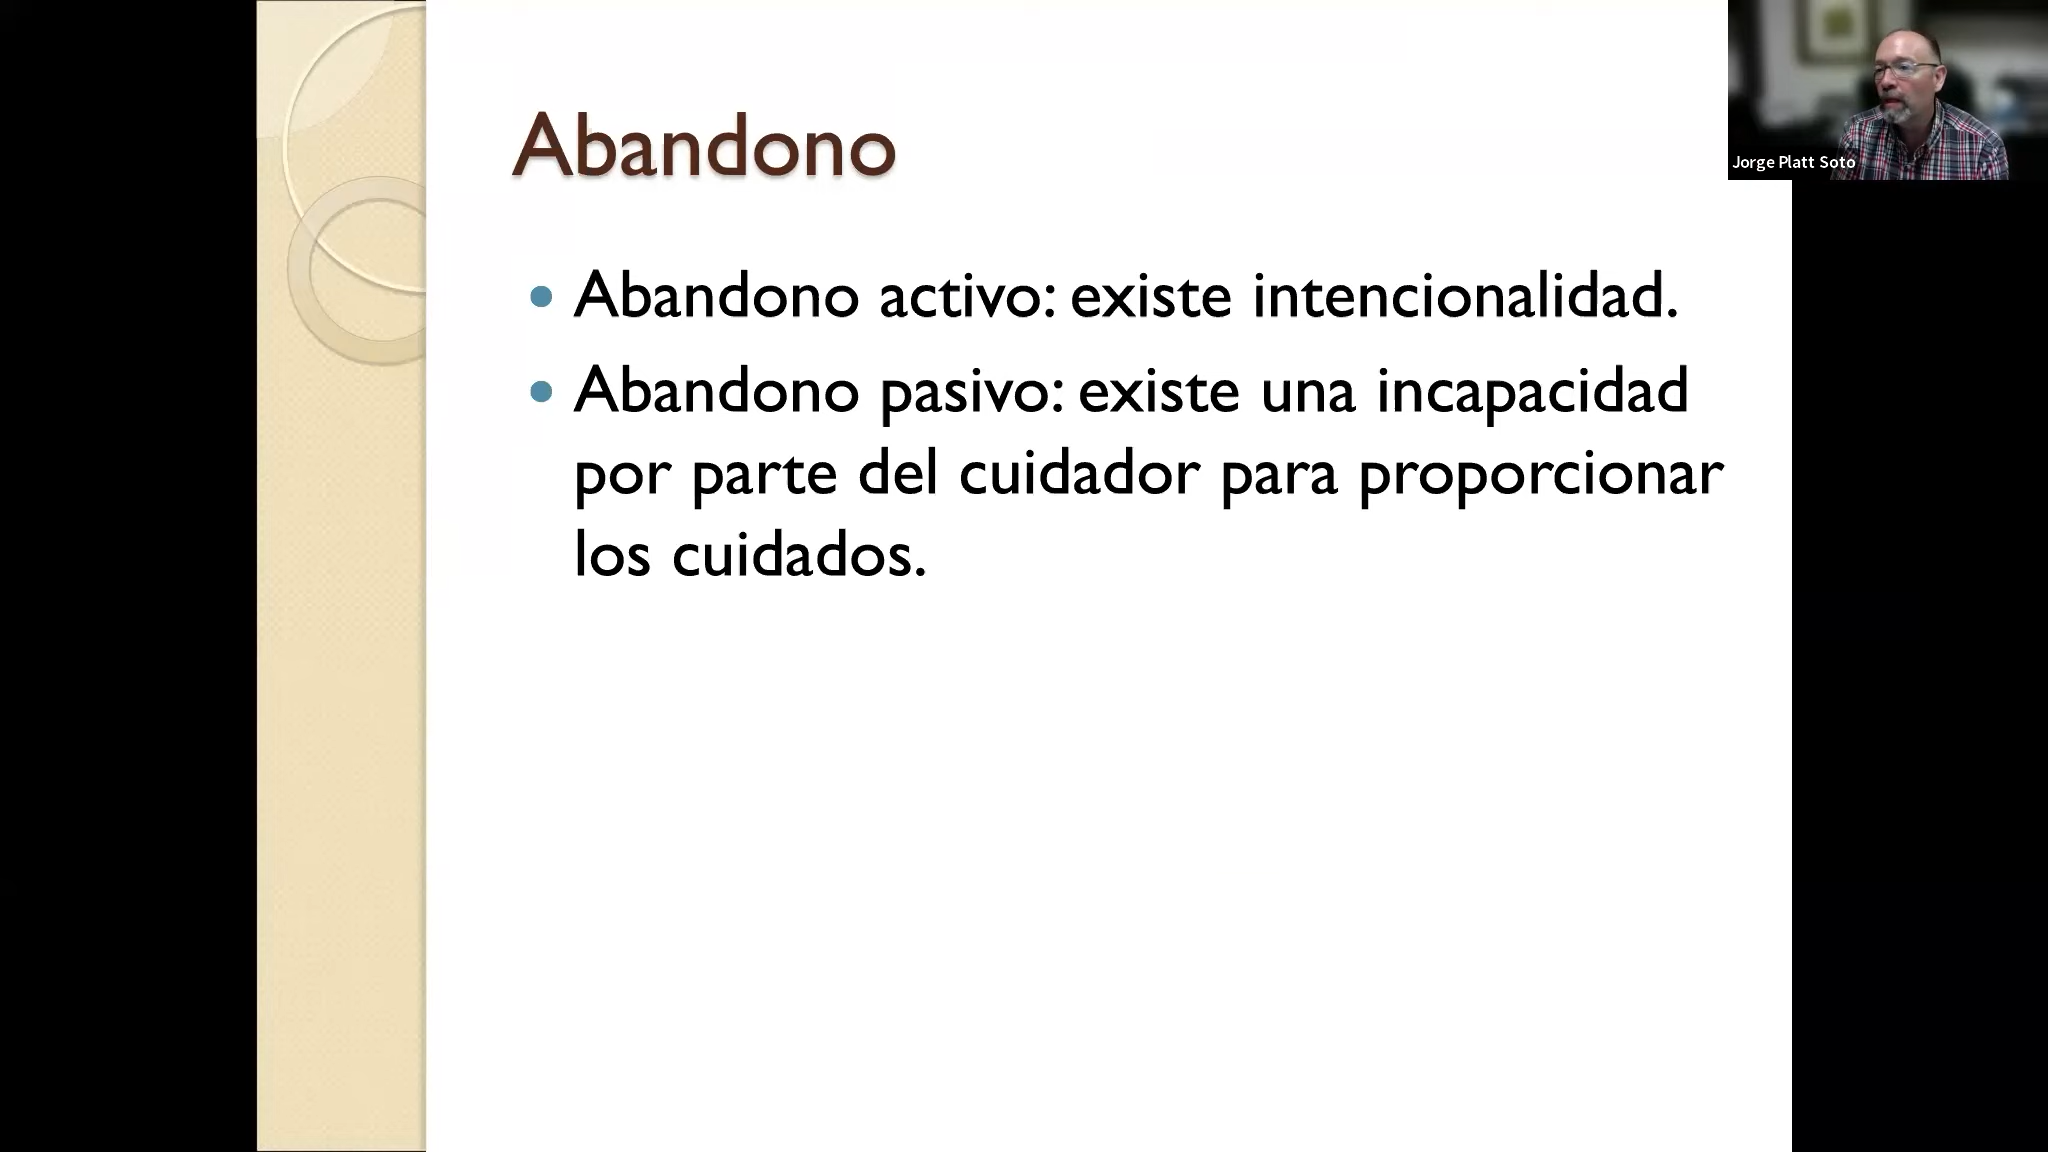 Abandono
Jorge Platt Soto
• Abandono activo: existe intencionalidad.
• Abandono pasivo: existe una incapacidad
por parte del cuidador para proporcionar
los cuidados.